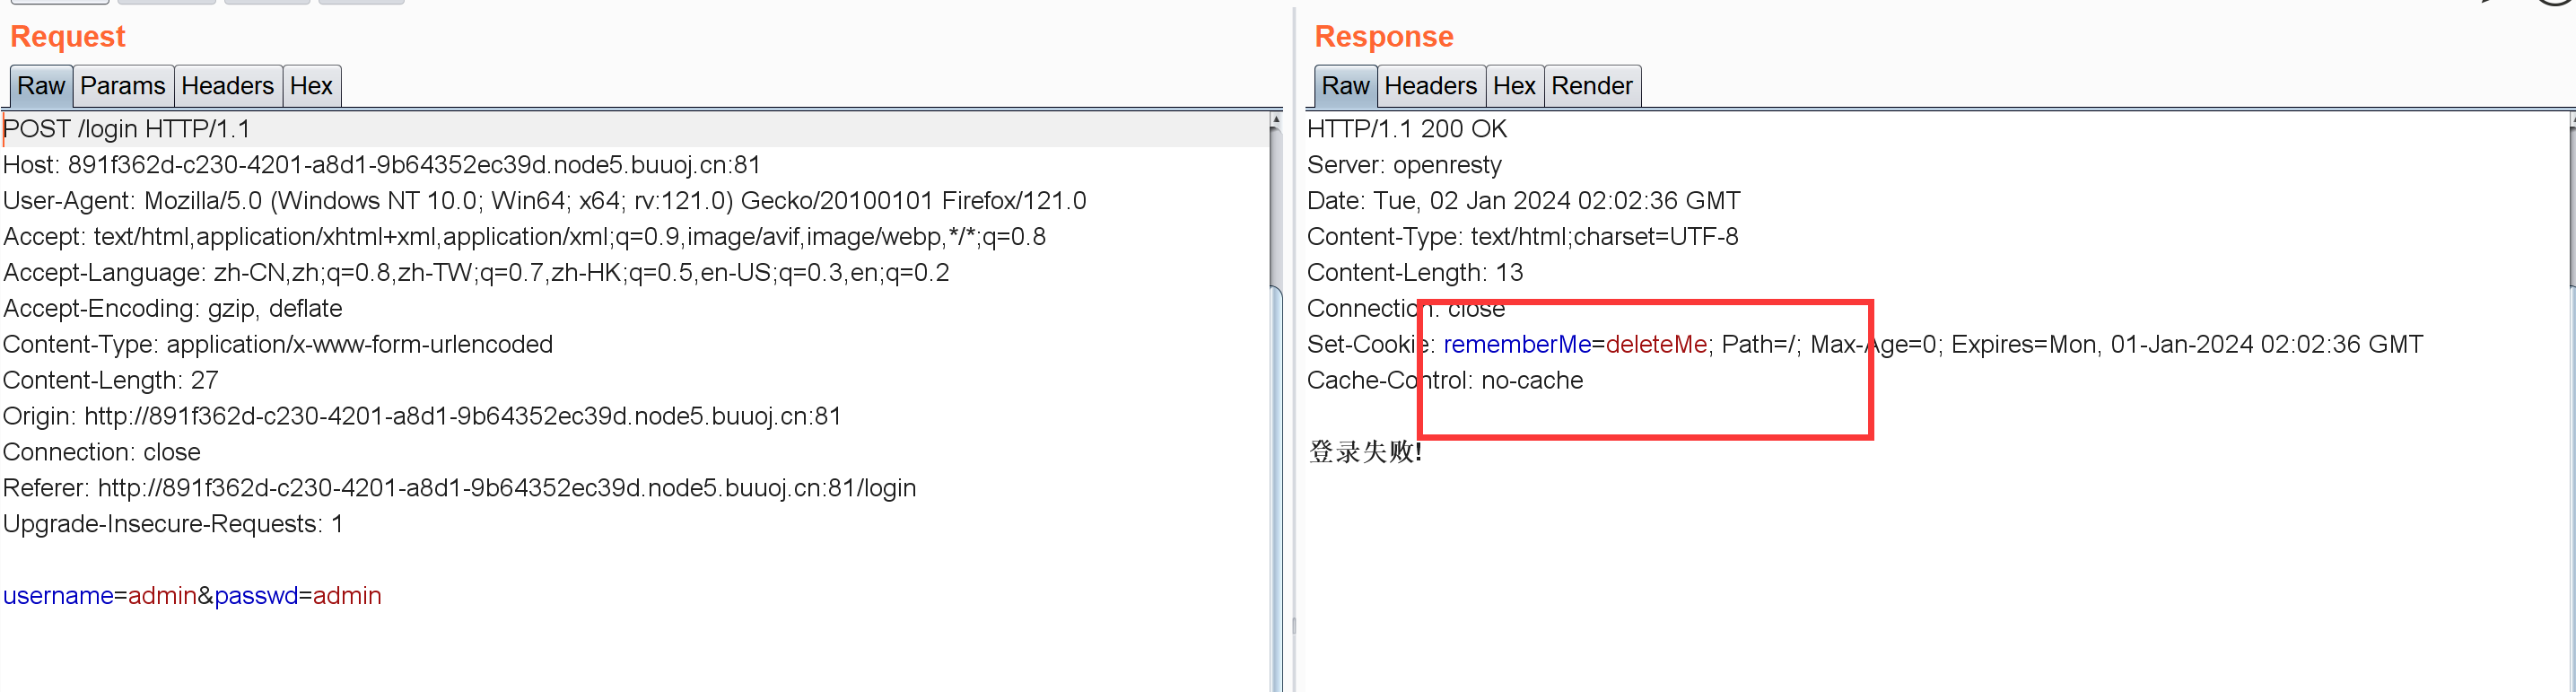 Request
Raw Params Headers Hex
POST /login HTTP/1.1
Host: 891f362d-c230-4201-a8d1-9b64352ec39d.node5.buuoj.cn:81
User-Agent: Mozilla/5.0 (Windows NT 10.0; Win64; x64; rv:121.0) Gecko/20100101 Firefox/121.0
Accept: text/html,application/xhtml+xml,application/xml;q=0.9,image/avif,image/webp,*/*;q=0.8
Accept-Language: zh-CN,zh;q=0.8,zh-TW;q=0.7,zh-HK;q=0.5,en-US;q=0.3,en;q=0.2
Accept-Encoding: gzip, deflate
Content-Type: application/x-www-form-urlencoded
Content-Length: 27
Origin: http://891f362d-c230-4201-a8d1-9b64352ec39d.node5.buuoj.cn:81
Connection: close
Referer: http://891f362d-c230-4201-a8d1-9b64352ec39d.node5.buuoj.cn:81/login
Upgrade-Insecure-Requests: 1
username=admin&passwd=admin
Response
Raw Headers Hex Render
HTTP/1.1 200 OK
Server: openresty
Date: Tue, 02 Jan 2024 02:02:36 GMT
Content-Type: text/html;charset=UTF-8
Content-Length: 13
Connection: close
Set-Cookie: rememberMe=deleteMe; Path=/; Max-Age=0; Expires=Mon, 01-Jan-2024 02:02:36 GMT
Cache-Control: no-cache
登录失败!